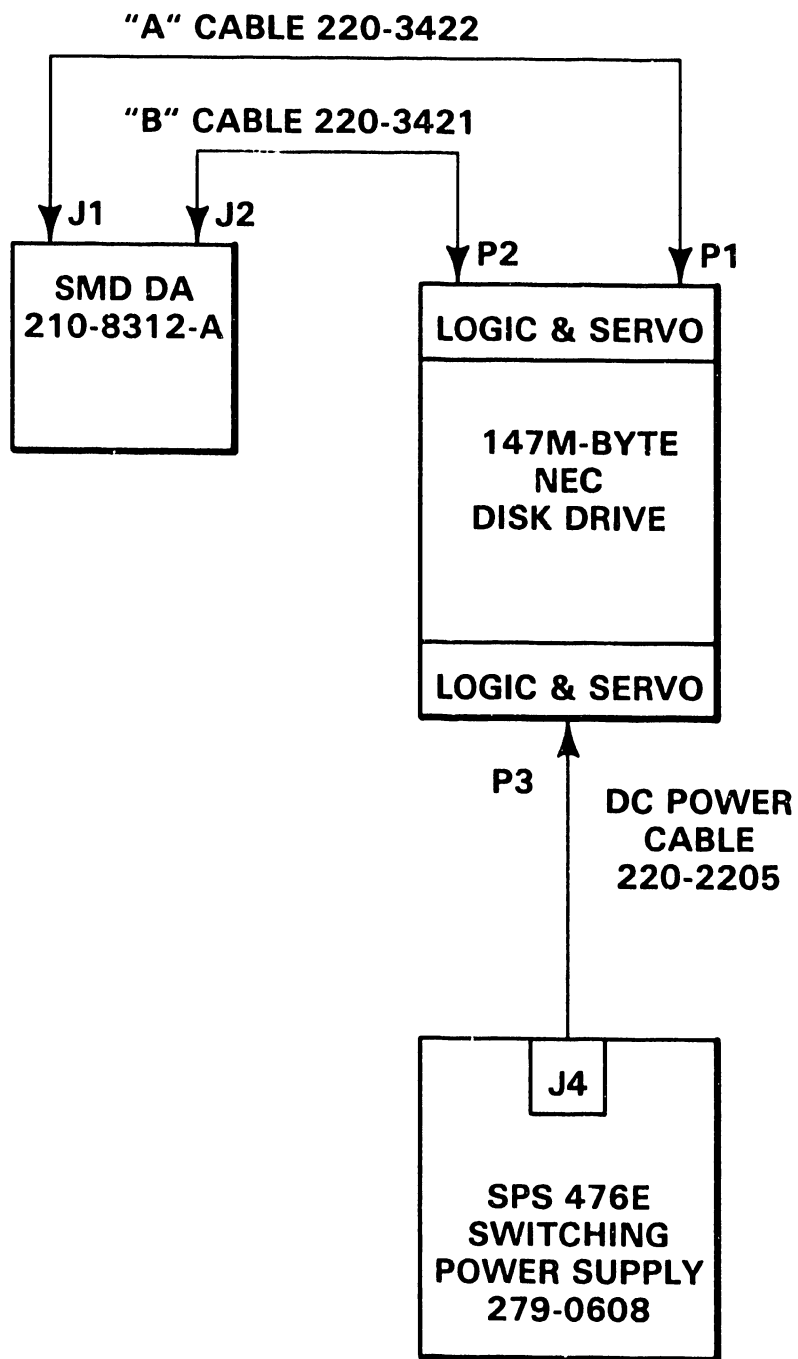 "A" CABLE 220-3422
"B" CABLE 220-3421
J1
J2
P2
P1
SMD DA
210-8312-A
LOGIC & SERVO
147M-BYTE
NEC
DISK DRIVE
LOGIC & SERVO
P3
DC POWER
CABLE
220-2205
J4
SPS 476E
SWITCHING
POWER SUPPLY
279-0608